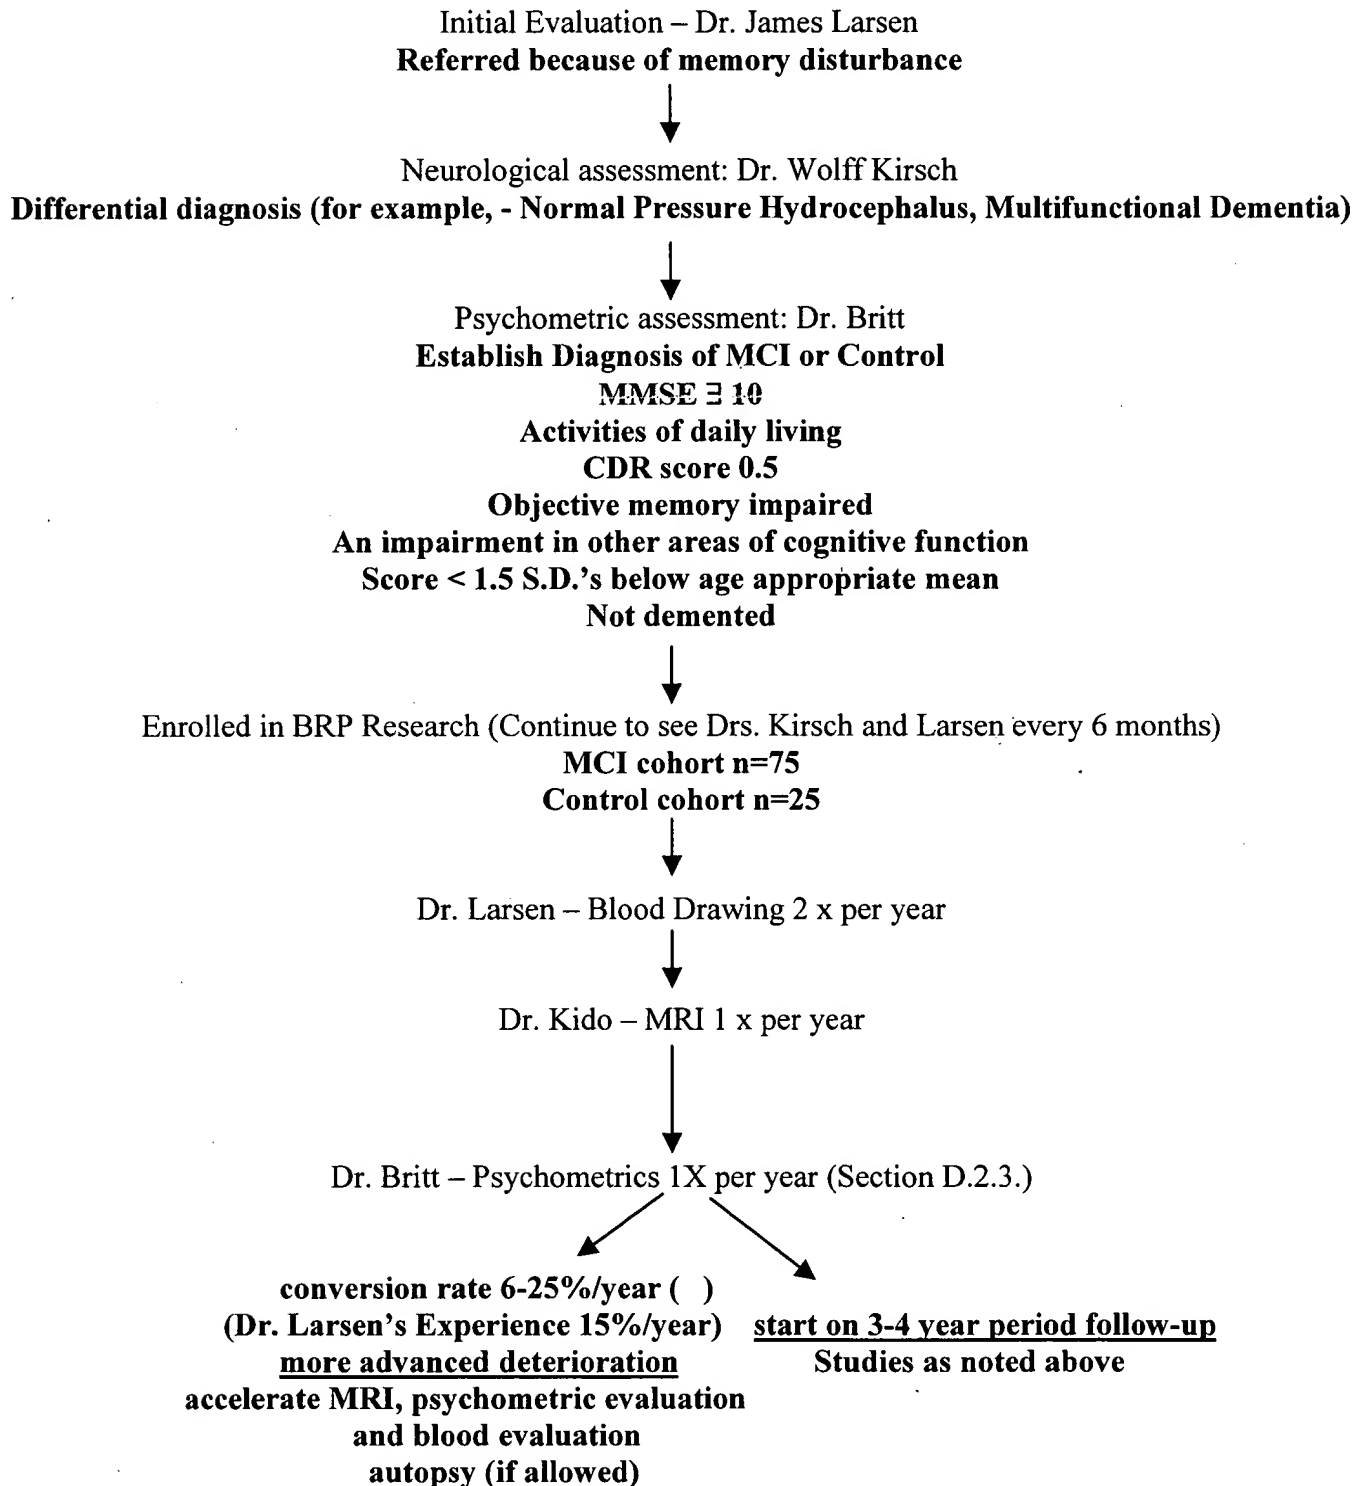 Initial Evaluation – Dr. James Larsen
Referred because of memory disturbance
Neurological assessment: Dr. Wolff Kirsch
Differential diagnosis (for example, - Normal Pressure Hydrocephalus, Multifunctional Dementia)
Psychometric assessment: Dr. Britt
Establish Diagnosis of MCI or Control
MMSE ∃ 10
Activities of daily living
CDR score 0.5
Objective memory impaired
An impairment in other areas of cognitive function
Score < 1.5 S.D.'s below age appropriate mean
Not demented
Enrolled in BRP Research (Continue to see Drs. Kirsch and Larsen every 6 months)
MCI cohort n=75
Control cohort n=25
Dr. Larsen – Blood Drawing 2 x per year
Dr. Kido – MRI 1 x per year
Dr. Britt – Psychometrics 1X per year (Section D.2.3.)
conversion rate 6-25%/year (  )
(Dr. Larsen's Experience 15%/year)
more advanced deterioration
accelerate MRI, psychometric evaluation
and blood evaluation
autopsy (if allowed)
start on 3-4 year period follow-up
Studies as noted above